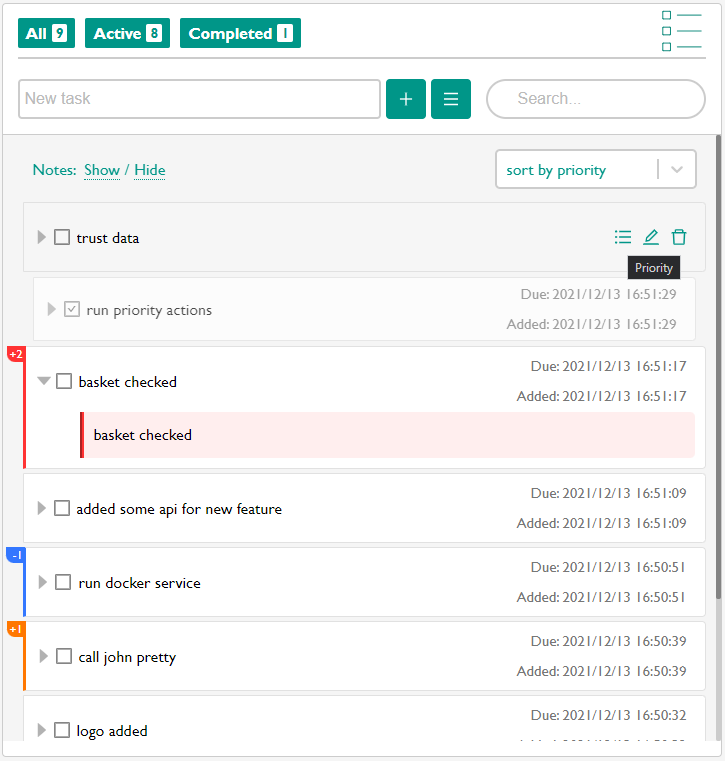 All 9 Active 8 Completed 1
New task
Search...
Notes: Show / Hide
sort by priority
trust data
Priority
Due: 2021/12/13 16:51:29
run priority actions
Added: 2021/12/13 16:51:29
+2
Due: 2021/12/13 16:51:17
basket checked
Added: 2021/12/13 16:51:17
basket checked
Due: 2021/12/13 16:51:09
added some api for new feature
Added: 2021/12/13 16:51:09
-1
Due: 2021/12/13 16:50:51
run docker service
Added: 2021/12/13 16:50:51
+1
Due: 2021/12/13 16:50:39
call john pretty
Added: 2021/12/13 16:50:39
Due: 2021/12/13 16:50:32
logo added